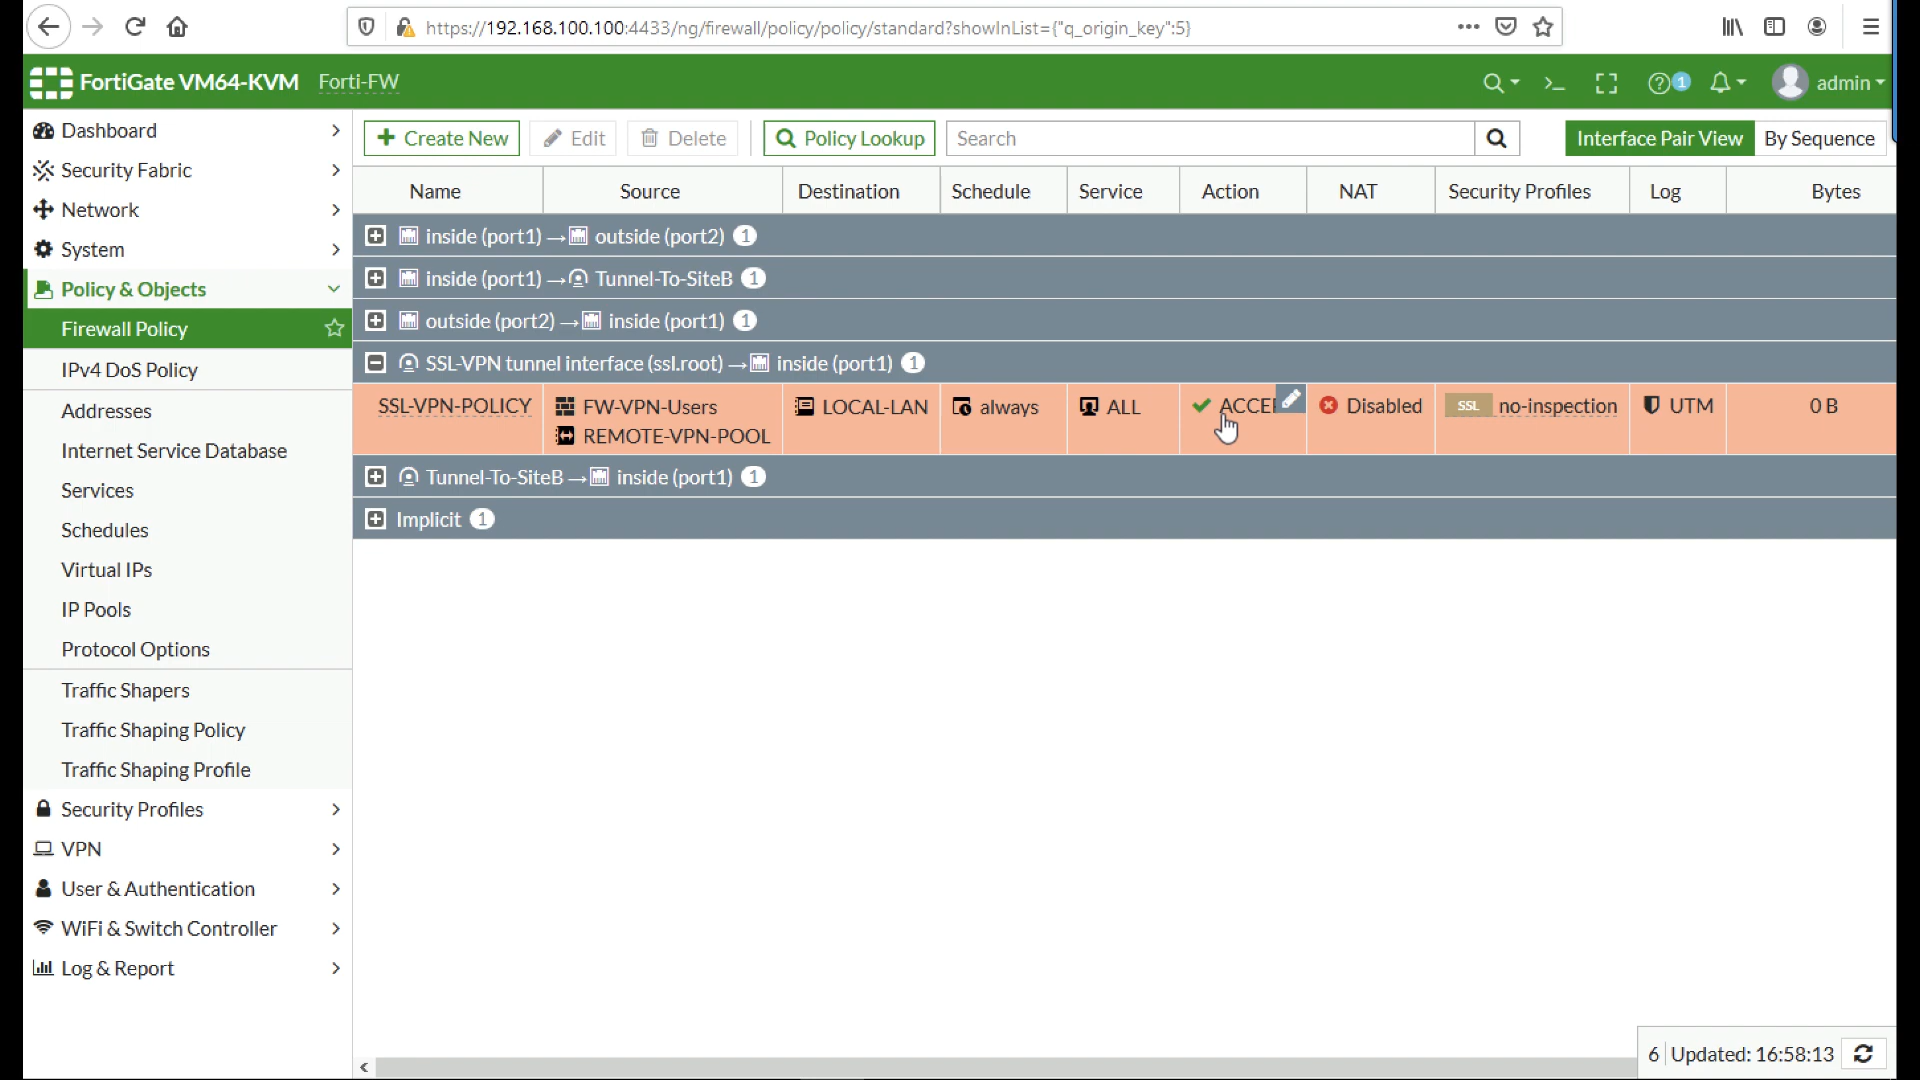 https://192.168.100.100:4433/ng/firewall/policy/policy/standard?showInList={"q_origin_key":5}
FortiGate VM64-KVM Forti-FW
1
admin
Dashboard
Security Fabric
Network
System
Policy & Objects
Firewall Policy
IPv4 DoS Policy
Addresses
Internet Service Database
Services
Schedules
Virtual IPs
IP Pools
Protocol Options
Traffic Shapers
Traffic Shaping Policy
Traffic Shaping Profile
Security Profiles
VPN
User & Authentication
WiFi & Switch Controller
Log & Report
+ Create New Edit Delete Policy Lookup Search Interface Pair View By Sequence
Name Source Destination Schedule Service Action NAT Security Profiles Log Bytes
inside (port1) → outside (port2) 1
inside (port1) → Tunnel-To-SiteB 1
outside (port2) → inside (port1) 1
SSL-VPN tunnel interface (ssl.root) → inside (port1) 1
SSL-VPN-POLICY FW-VPN-Users LOCAL-LAN always ALL ACCE Disabled SSL no-inspection UTM 0 B
REMOTE-VPN-POOL
Tunnel-To-SiteB → inside (port1) 1
Implicit 1
6 Updated: 16:58:13